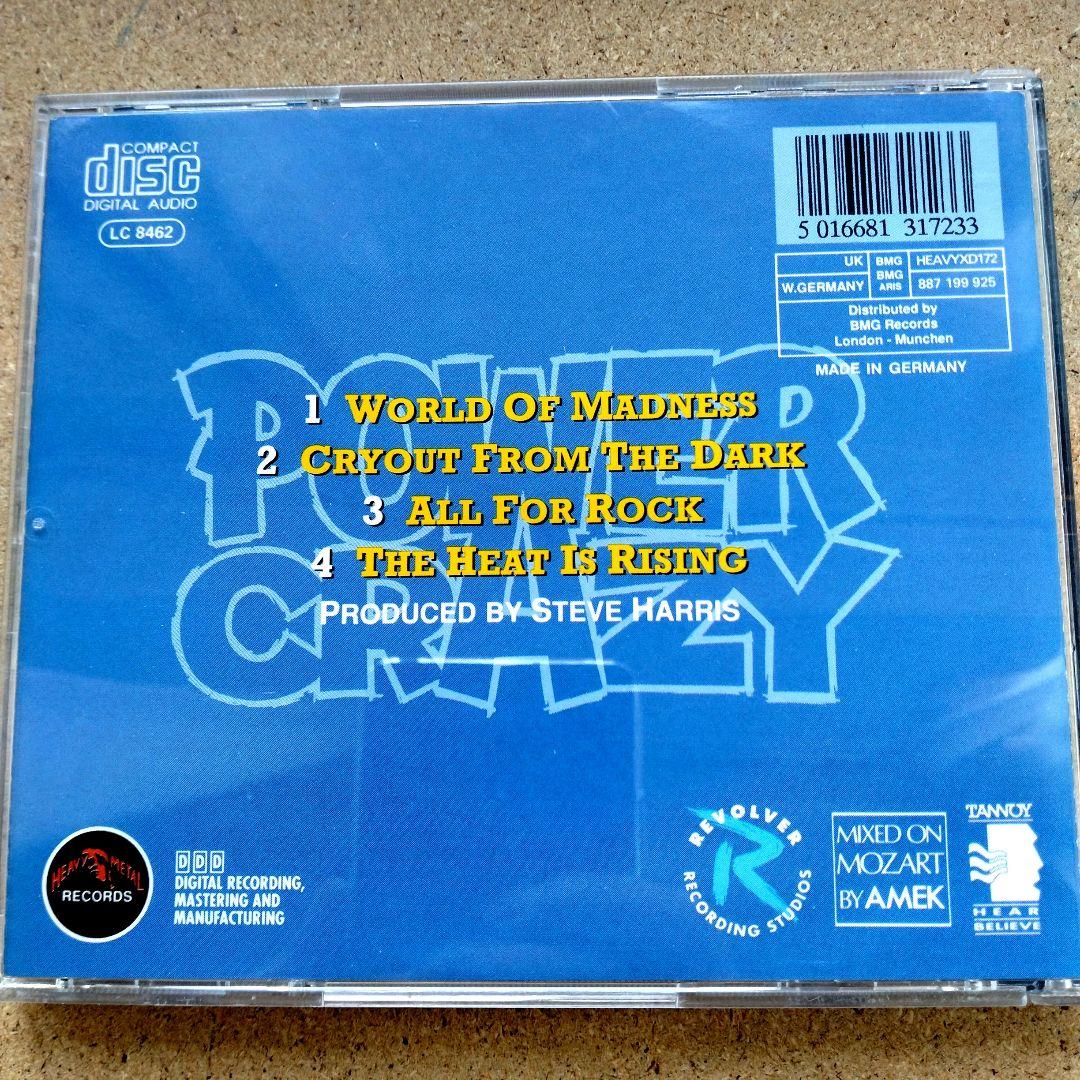 COMPACT
disc
DIGITAL AUDIO
LC 8462
5 016681 317233
UK BMG HEAVYXD172
W.GERMANY BMG ARIS 887 199 925
Distributed by
BMG Records
London - Munchen
MADE IN GERMANY
POWER
CRAZY
1 WORLD OF MADNESS
2 CRYOUT FROM THE DARK
3 ALL FOR ROCK
4 THE HEAT IS RISING
PRODUCED BY STEVE HARRIS
HEAVY METAL
RECORDS
D D D
DIGITAL RECORDING,
MASTERING AND
MANUFACTURING
REVOLVER
R
RECORDING STUDIOS
MIXED ON
MOZART
BY AMEK
TANNOY
HEAR
BELIEVE